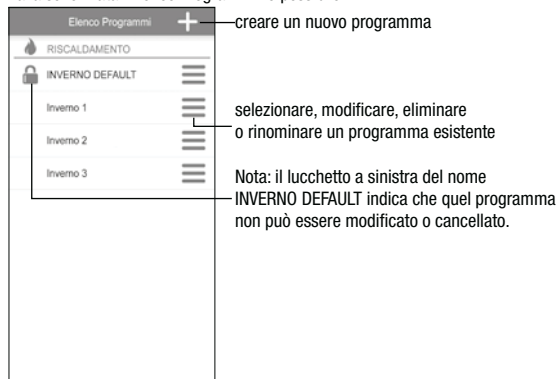 Elenco Programmi
creare un nuovo programma
RISCALDAMENTO
INVERNO DEFAULT
Inverno 1
selezionare, modificare, eliminare
o rinominare un programma esistente
Inverno 2
Inverno 3
Nota: il lucchetto a sinistra del nome
INVERNO DEFAULT indica che quel programma
non può essere modificato o cancellato.